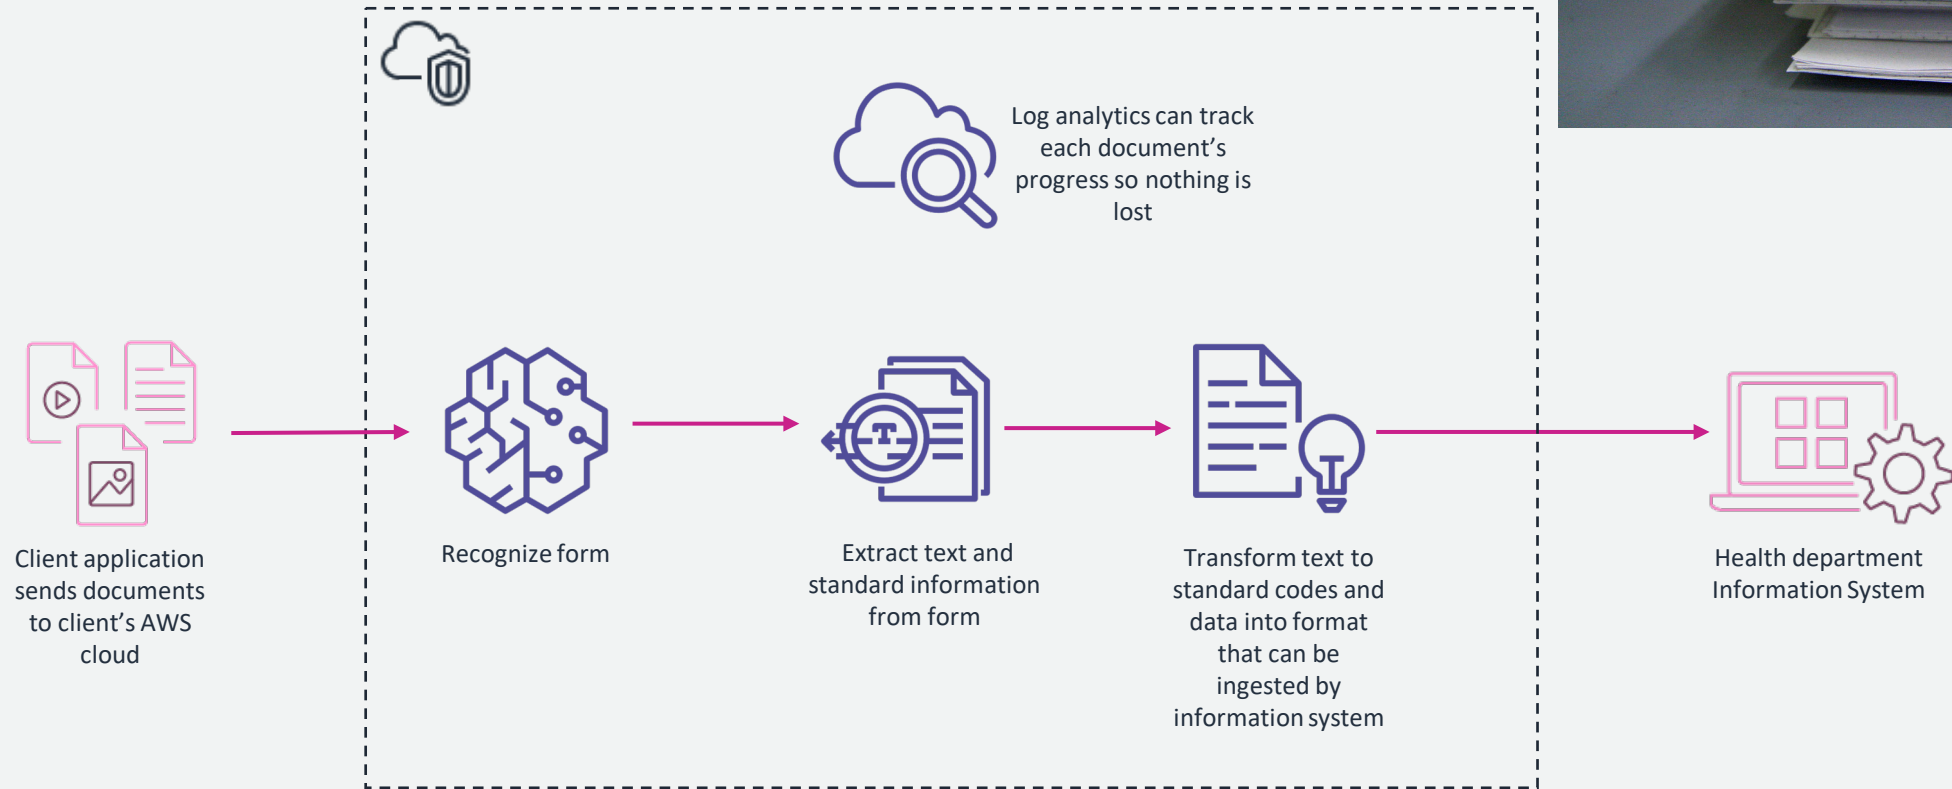 Log analytics can track
each document's
progress so nothing is
lost
Client application
sends documents
to client's AWS
cloud
Recognize form
Extract text and
standard information
from form
Transform text to
standard codes and
data into format
that can be
ingested by
information system
Health department
Information System